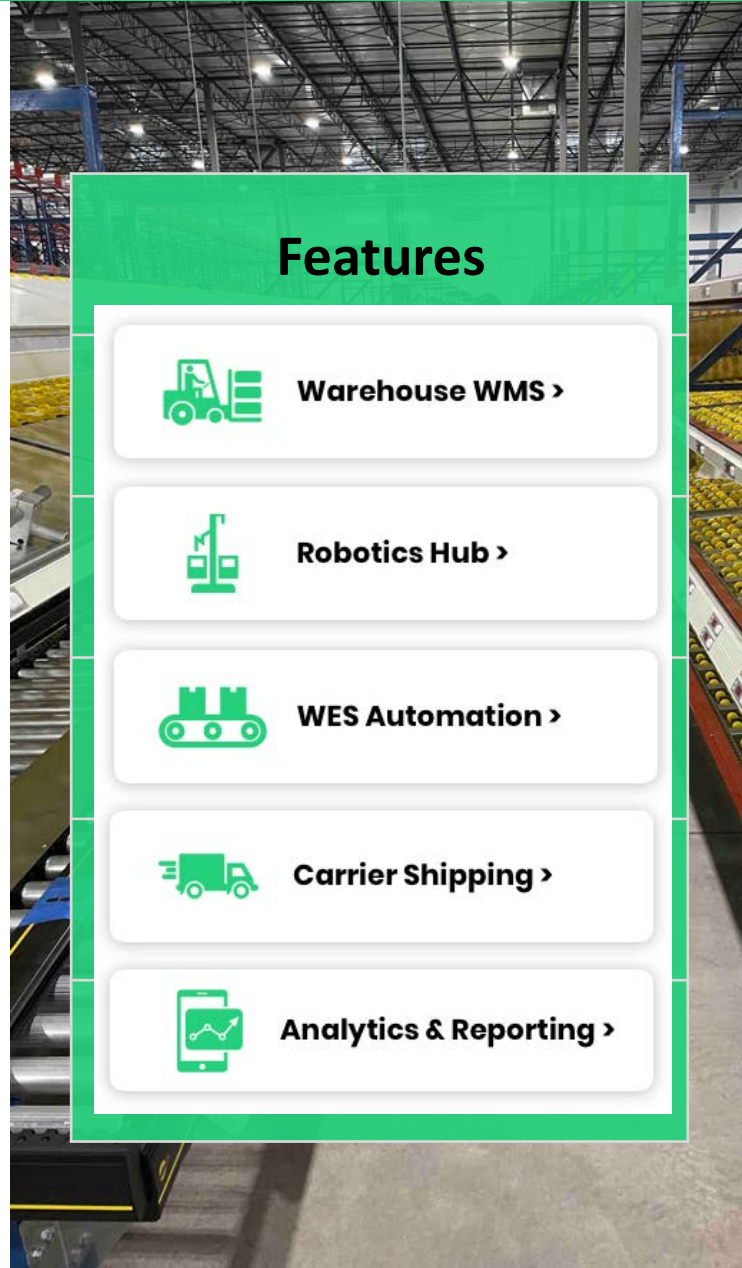 Features
Warehouse WMS >
Robotics Hub >
WES Automation >
Carrier Shipping >
Analytics & Reporting >